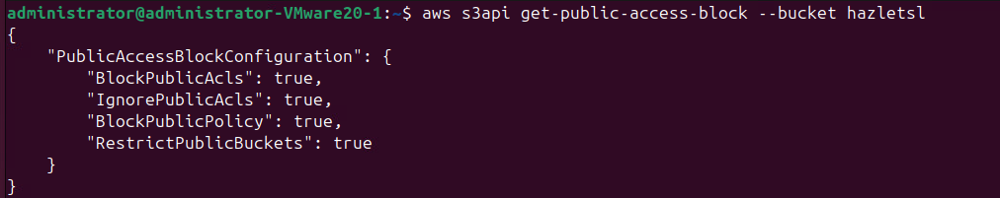 administrator@administrator-VMware20-1:~$ aws s3api get-public-access-block --bucket hazletsl
{
    "PublicAccessBlockConfiguration": {
        "BlockPublicAcls": true,
        "IgnorePublicAcls": true,
        "BlockPublicPolicy": true,
        "RestrictPublicBuckets": true
    }
}